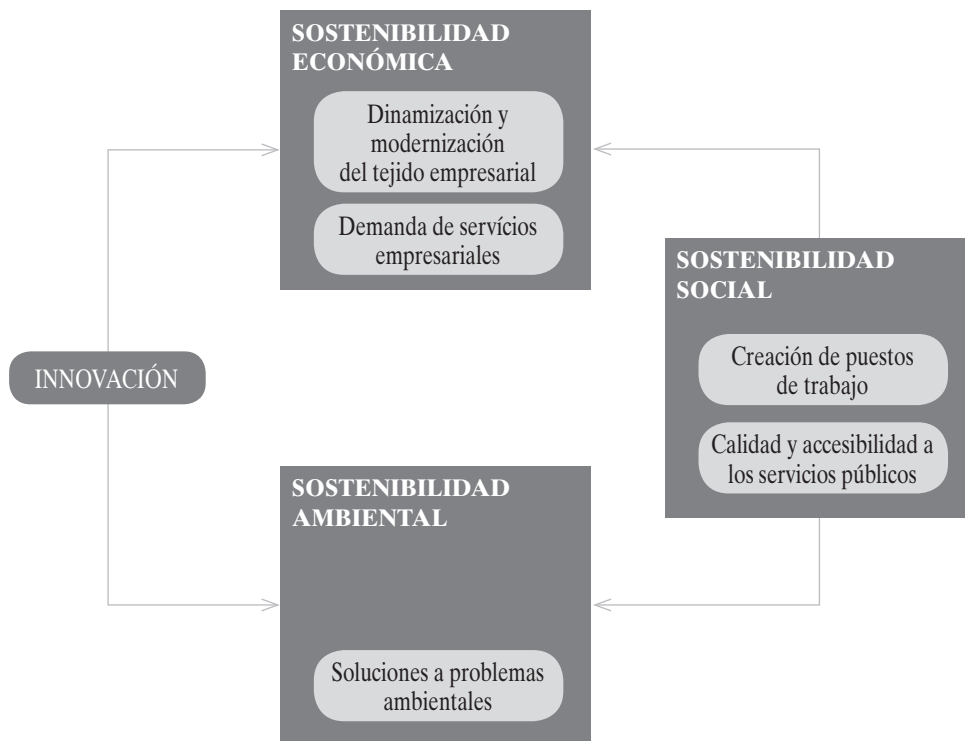 SOSTENIBILIDAD
ECONÓMICA
Dinamización y
modernización
del tejido empresarial
Demanda de servícios
empresariales
SOSTENIBILIDAD
SOCIAL
Creación de puestos
de trabajo
Calidad y accesibilidad a
los servicios públicos
INNOVACIÓN
SOSTENIBILIDAD
AMBIENTAL
Soluciones a problemas
ambientales